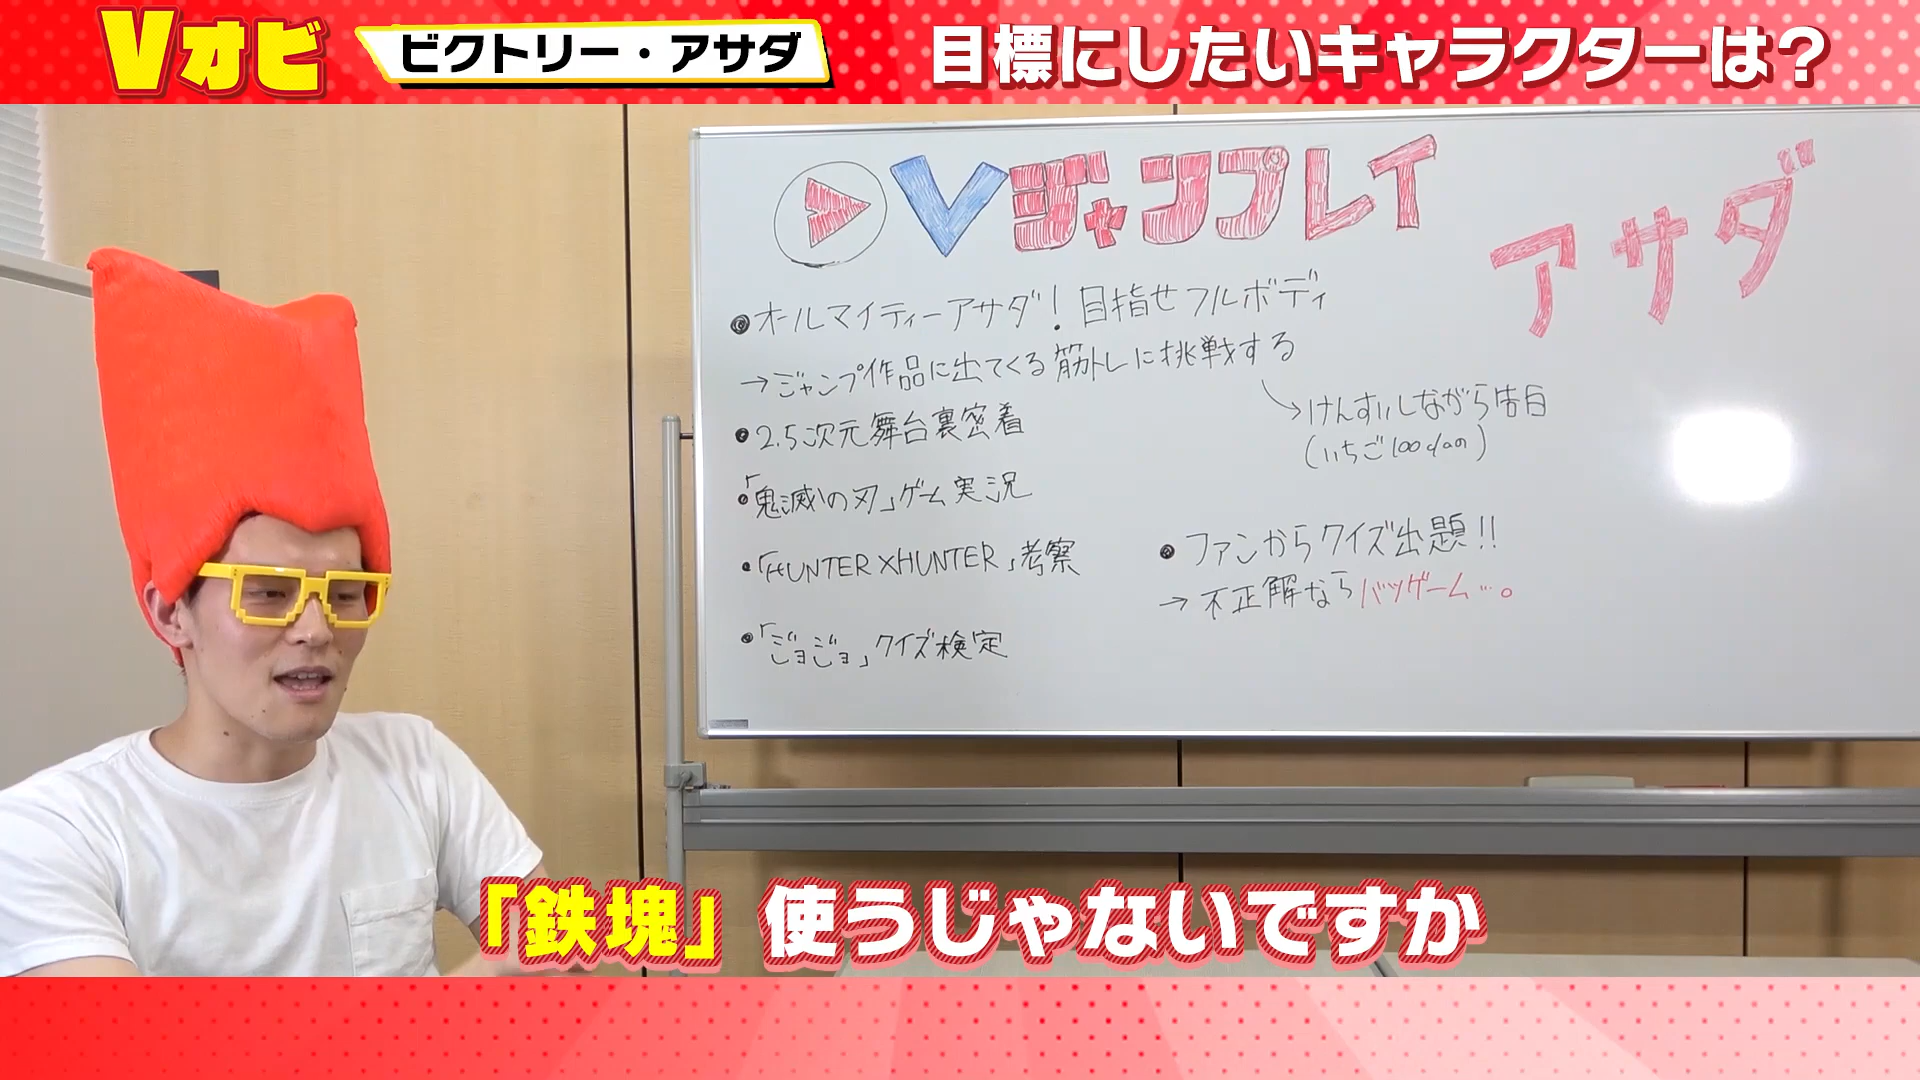 Vオビ
ビクトリー・アサダ
目標にしたいキャラクターは?
Vジャンプレイ
アサダ
●オールマイティーアサダ!目指せフルボディ
→ジャンプ作品に出てくる筋トレに挑戦する
→けんすいしながら告白
(いちご100%の)
●2.5次元舞台裏密着
•「鬼滅の刃」ゲーム実況
•「HUNTER×HUNTER」考察
•「ジョジョ」クイズ検定
●ファンからクイズ出題!!
→不正解ならバツゲーム…。
「鉄塊」使うじゃないですか